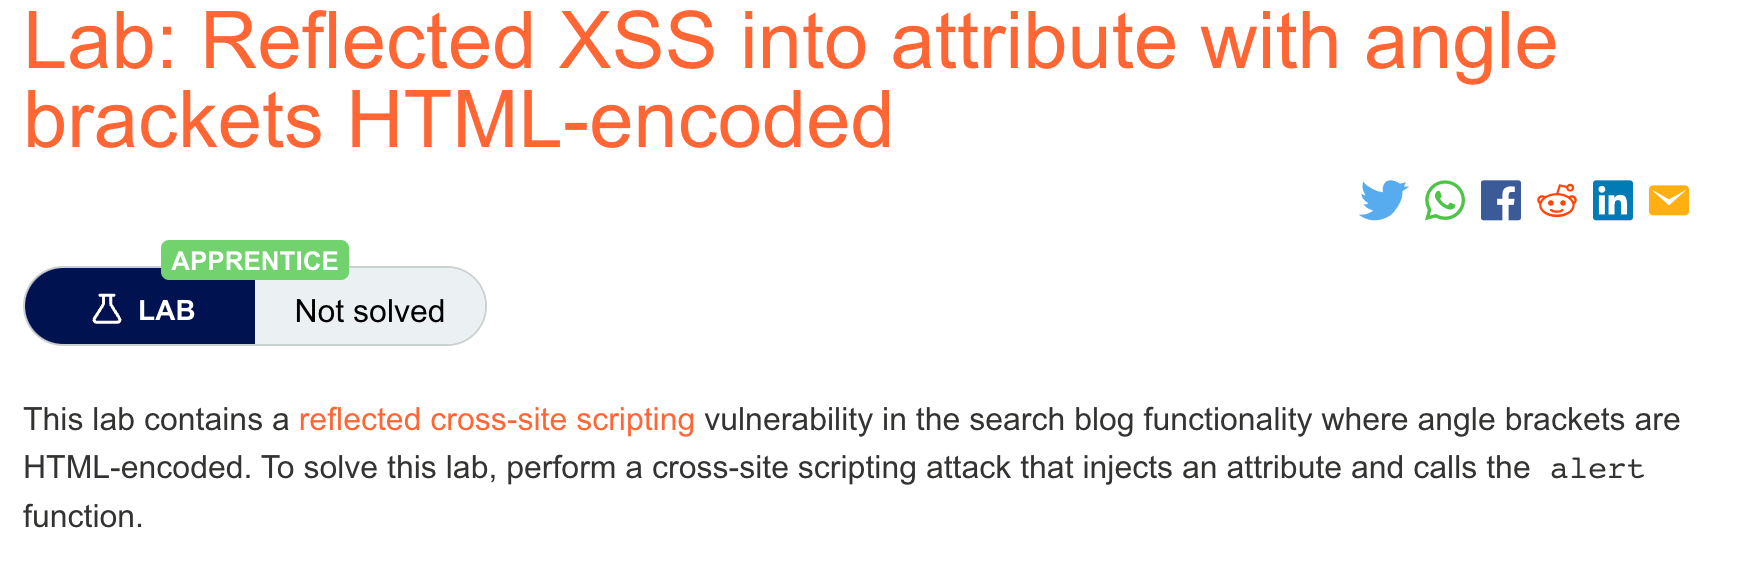 Lab: Reflected XSS into attribute with angle
brackets HTML-encoded
APPRENTICE
LAB Not solved
This lab contains a reflected cross-site scripting vulnerability in the search blog functionality where angle brackets are
HTML-encoded. To solve this lab, perform a cross-site scripting attack that injects an attribute and calls the alert
function.